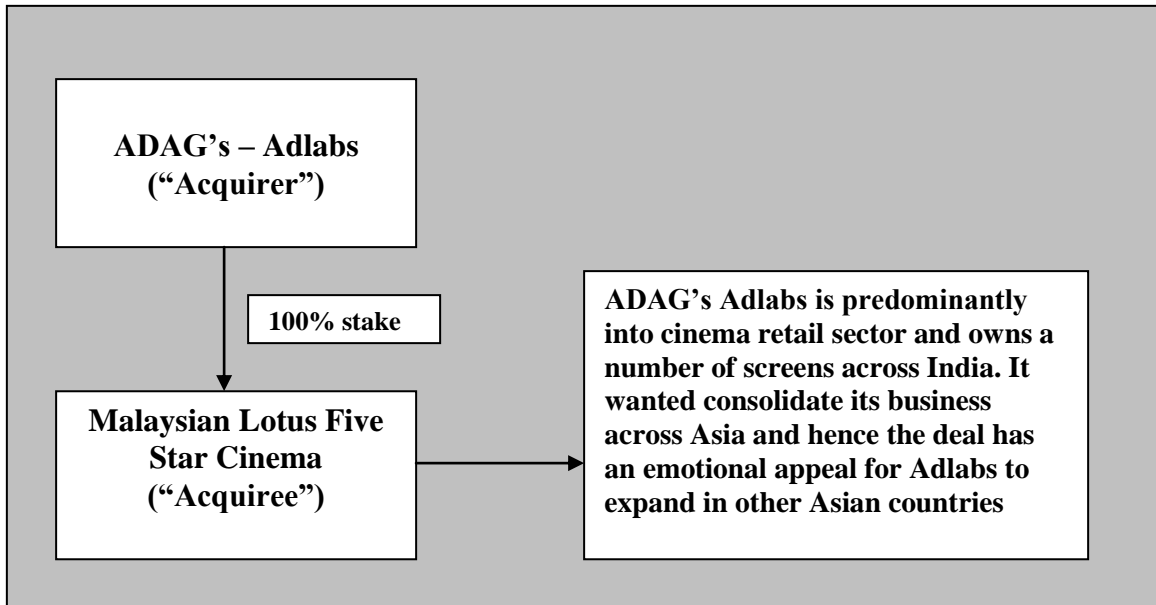 ADAG’s – Adlabs
(“Acquirer”)
100% stake
Malaysian Lotus Five
Star Cinema
(“Acquiree”)
ADAG’s Adlabs is predominantly
into cinema retail sector and owns a
number of screens across India. It
wanted consolidate its business
across Asia and hence the deal has
an emotional appeal for Adlabs to
expand in other Asian countries